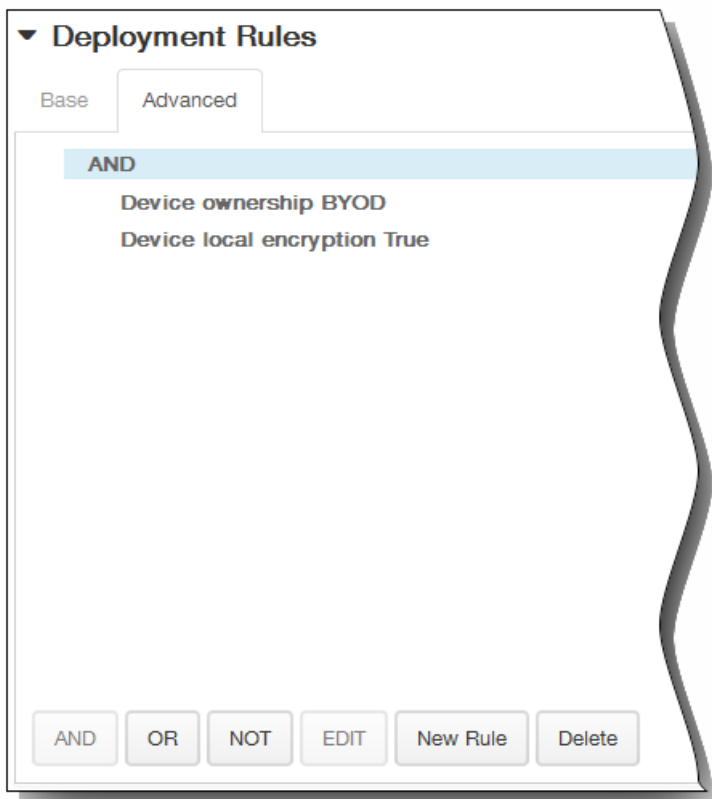 Deployment Rules
Base Advanced
AND
Device ownership BYOD
Device local encryption True
AND OR NOT EDIT New Rule Delete